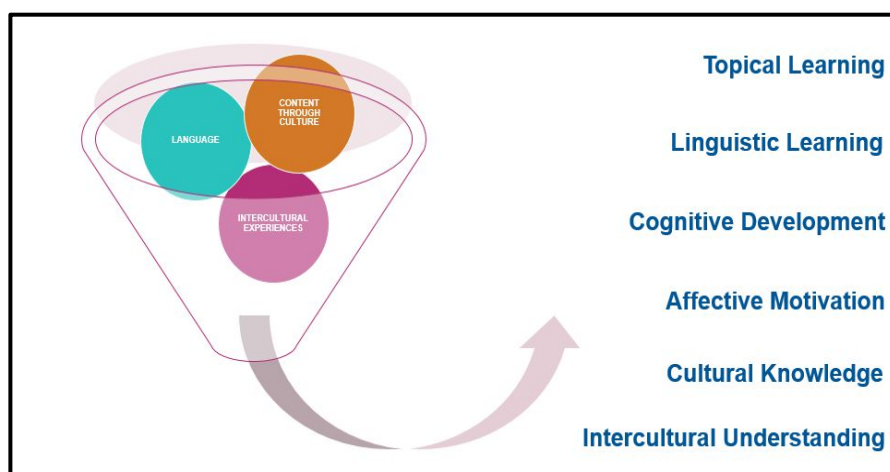 CONTENT
THROUGH
CULTURE
LANGUAGE
INTERCULTURAL
EXPERIENCES
Topical Learning
Linguistic Learning
Cognitive Development
Affective Motivation
Cultural Knowledge
Intercultural Understanding